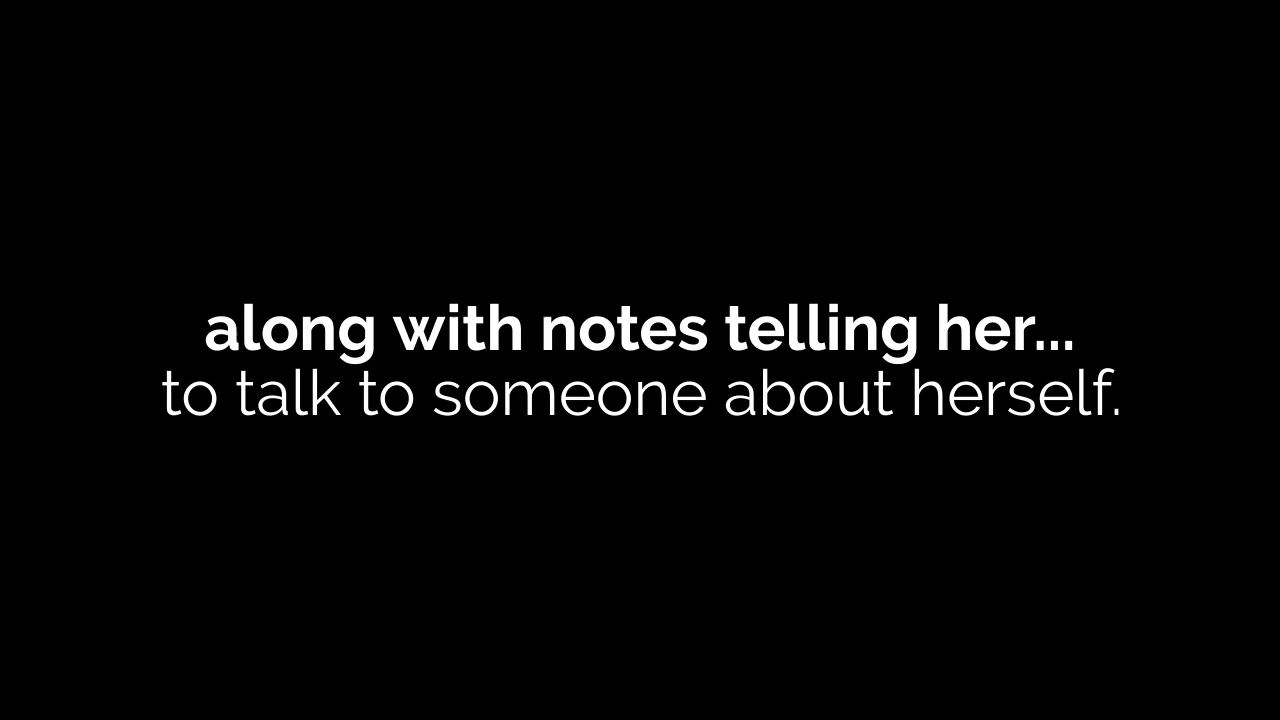 along with notes telling her...
to talk to someone about herself.